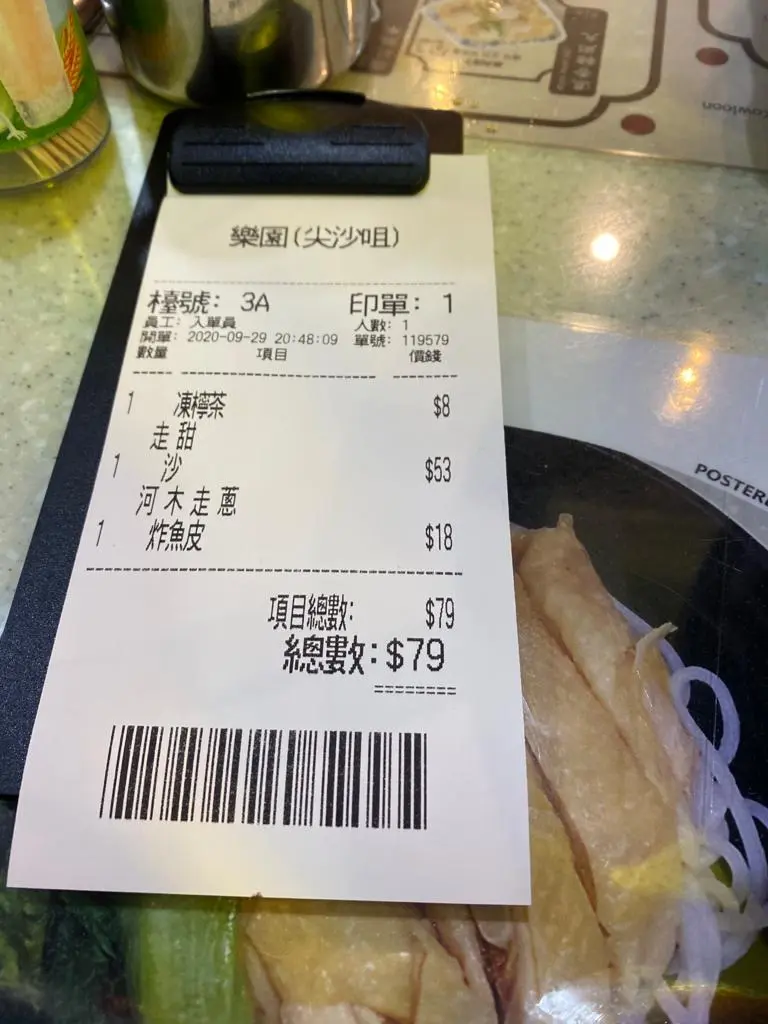 樂園(尖沙咀)
檯號: 3A 印單: 1
員工: 入單員 人數: 1
開單: 2020-09-29 20:48:09 單號: 119579
數量 項目 價錢
1 凍檸茶 $8
走 甜
1 沙 $53
河 木 走 蔥
1 炸魚皮 $18
項目總數: $79
總數: $79
Kowloon
POSTER